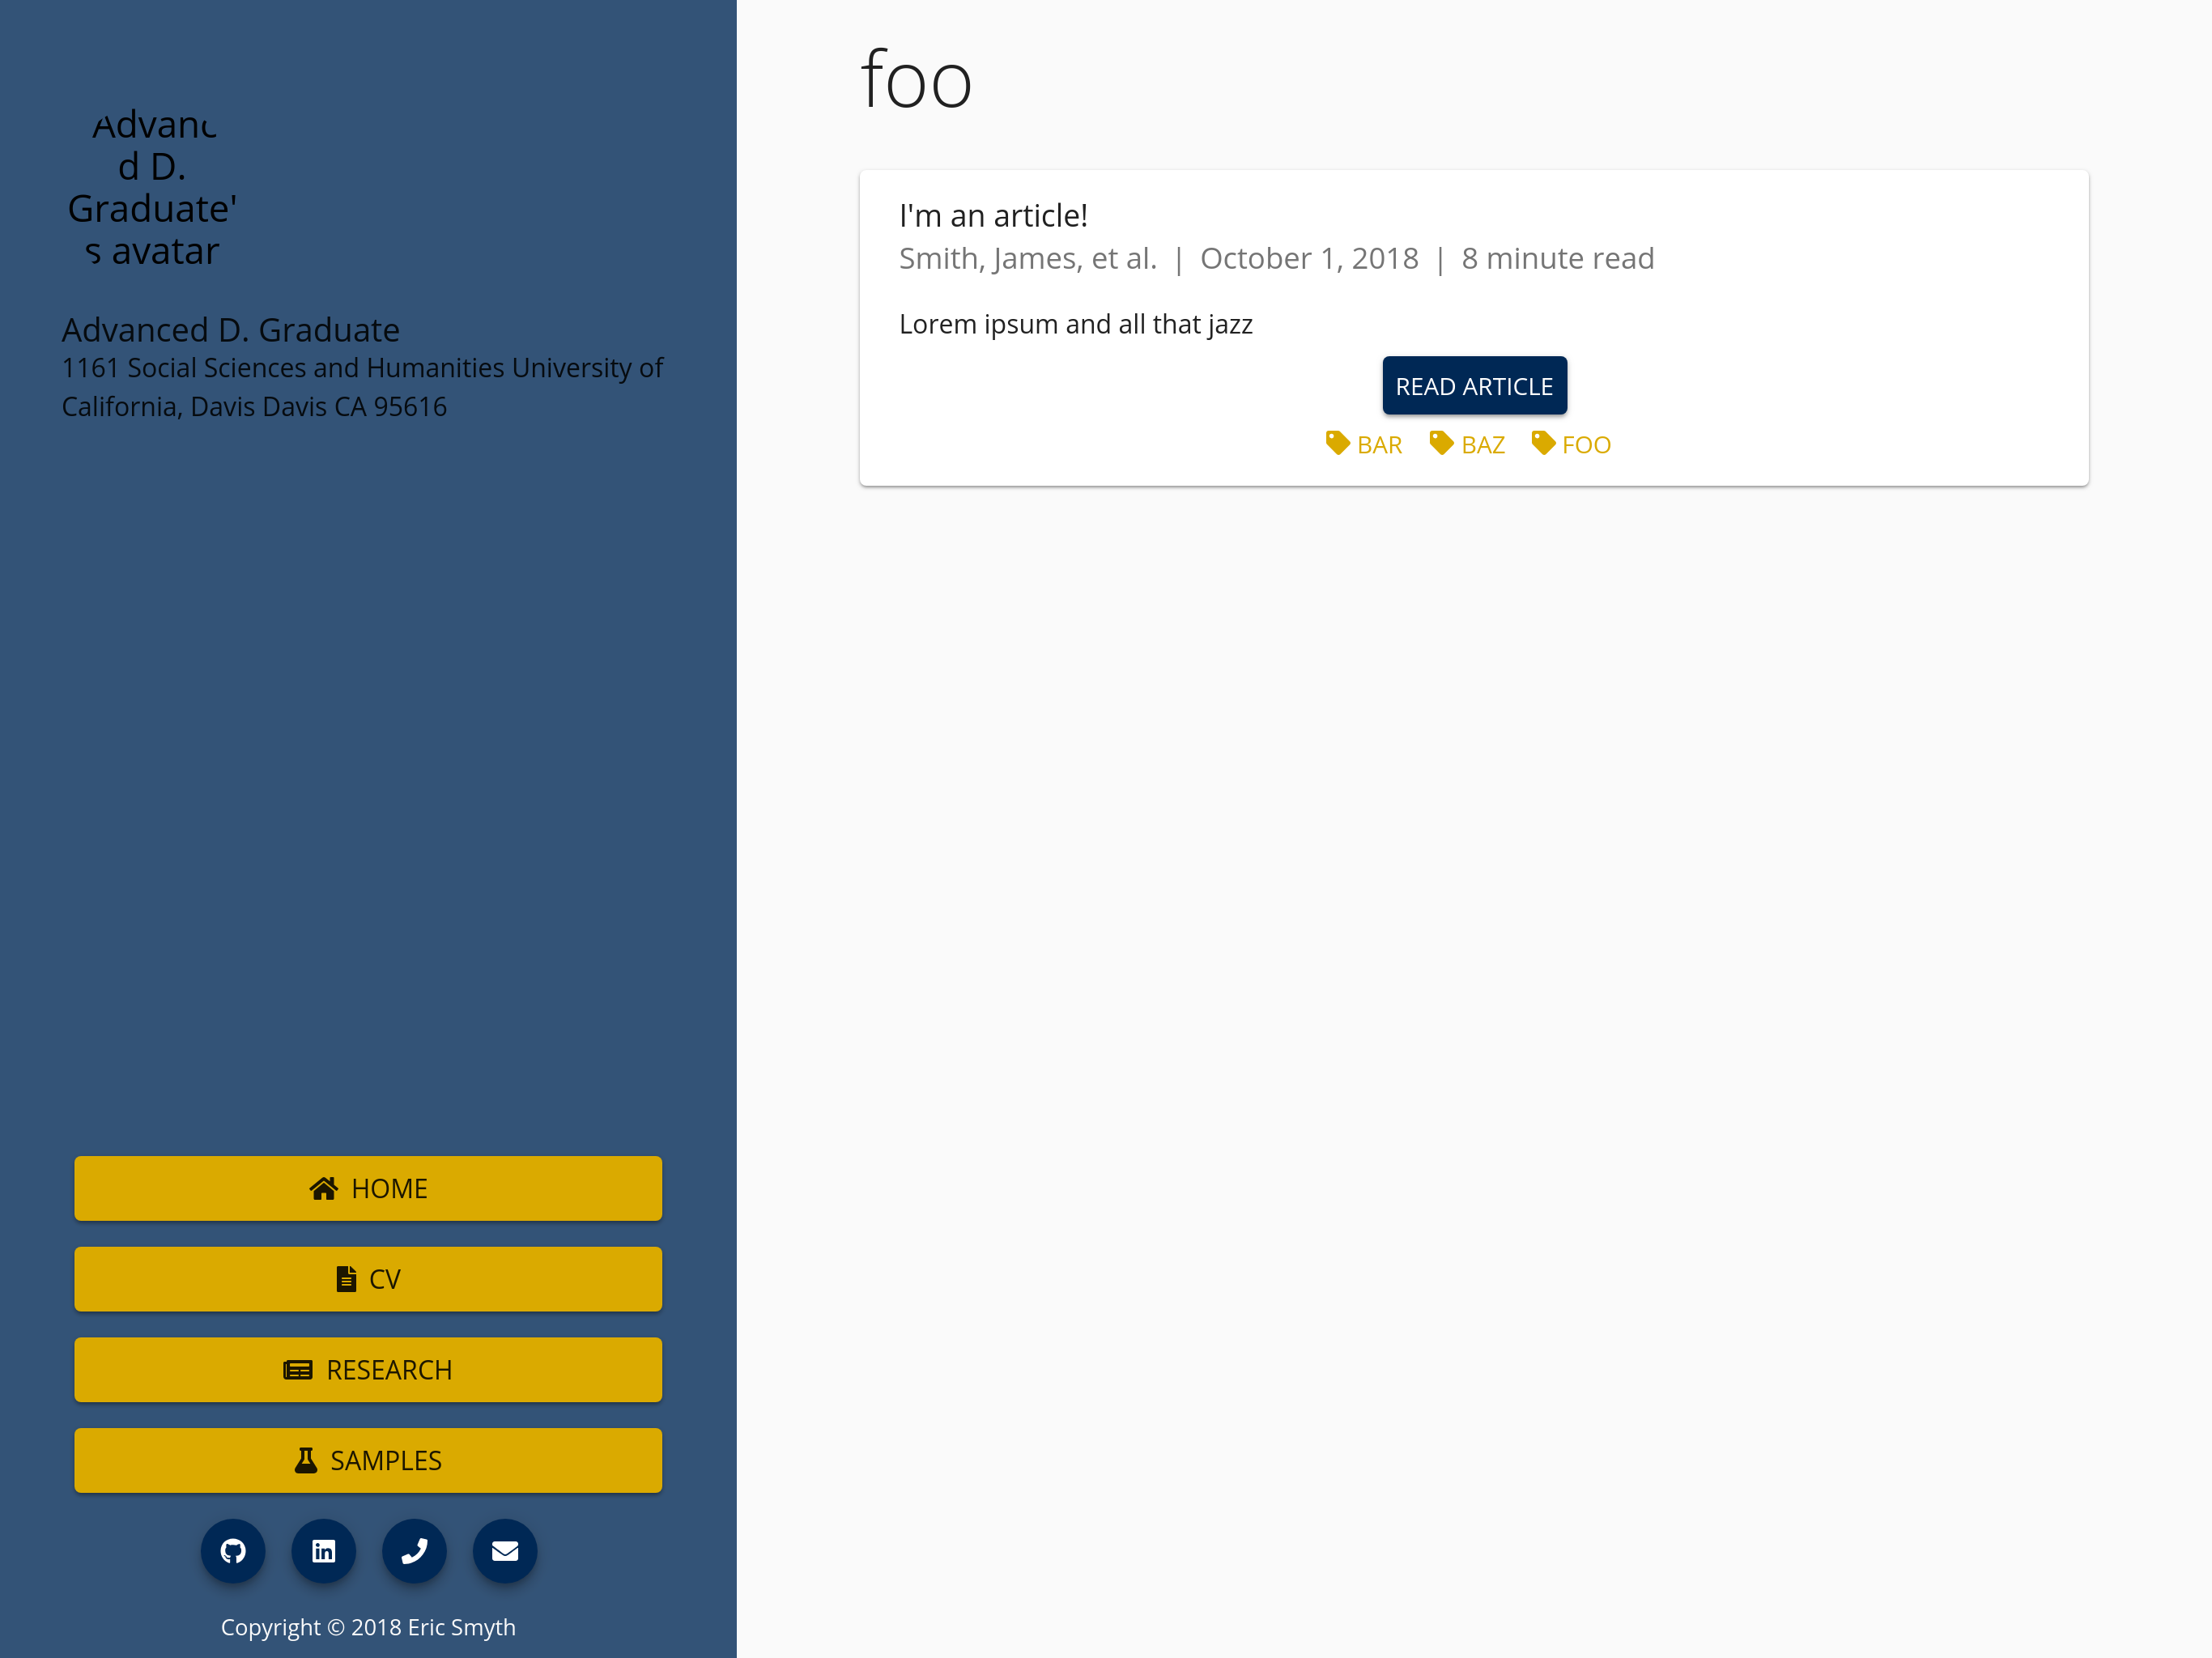 Advanc
d D.
Graduate'
s avatar
Advanced D. Graduate
1161 Social Sciences and Humanities University of
California, Davis Davis CA 95616
HOME
CV
RESEARCH
SAMPLES
Copyright © 2018 Eric Smyth
foo
I'm an article!
Smith, James, et al. | October 1, 2018 | 8 minute read
Lorem ipsum and all that jazz
READ ARTICLE
BAR BAZ FOO